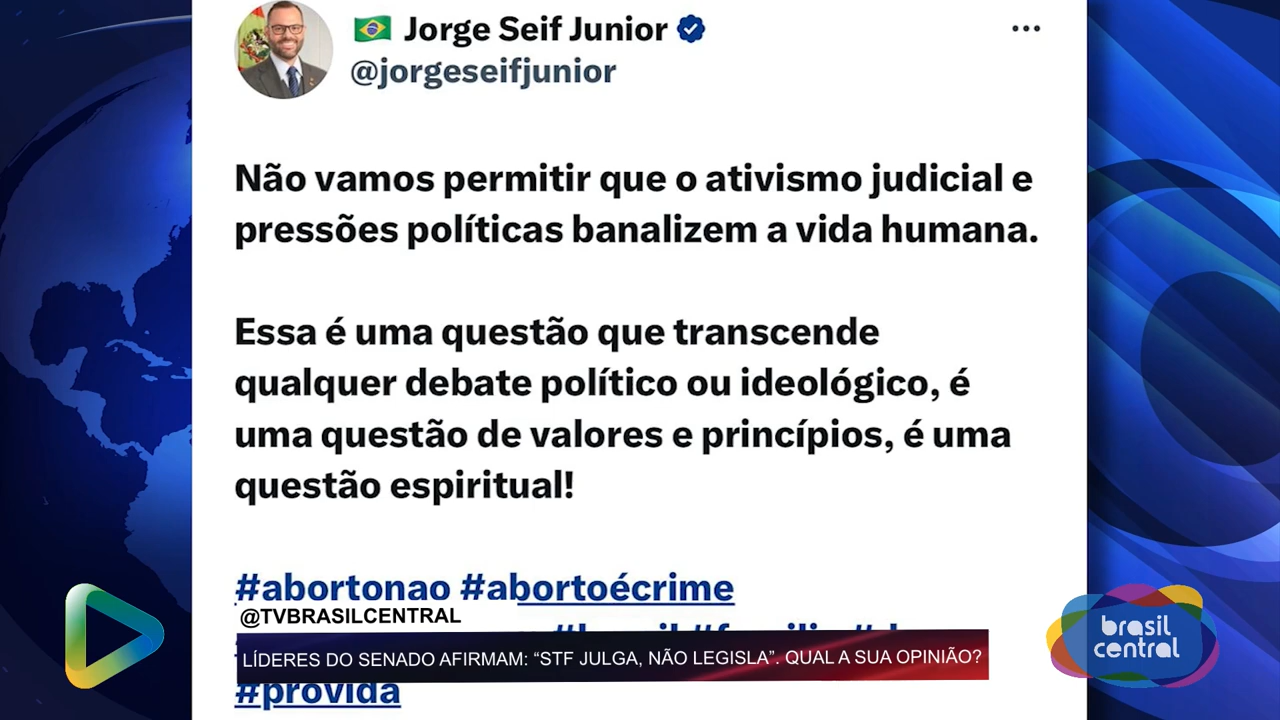 Jorge Seif Junior
@jorgeseifjunior
Não vamos permitir que o ativismo judicial e
pressões políticas banalizem a vida humana.
Essa é uma questão que transcende
qualquer debate político ou ideológico, é
uma questão de valores e princípios, é uma
questão espiritual!
#abortonao #abortoécrime
@TVBRASILCENTRAL
LÍDERES DO SENADO AFIRMAM: “STF JULGA, NÃO LEGISLA”. QUAL A SUA OPINIÃO?
#provida
brasil
central